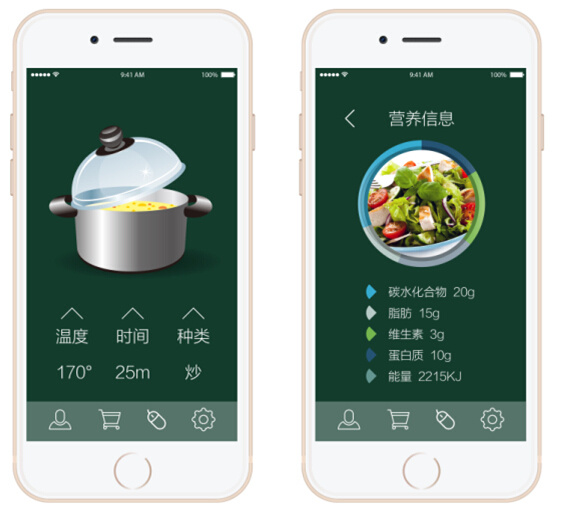 9:41 AM 100%
温度 时间 种类
170° 25m 炒
9:41 AM 100%
营养信息
碳水化合物 20g
脂肪 15g
维生素 3g
蛋白质 10g
能量 2215KJ